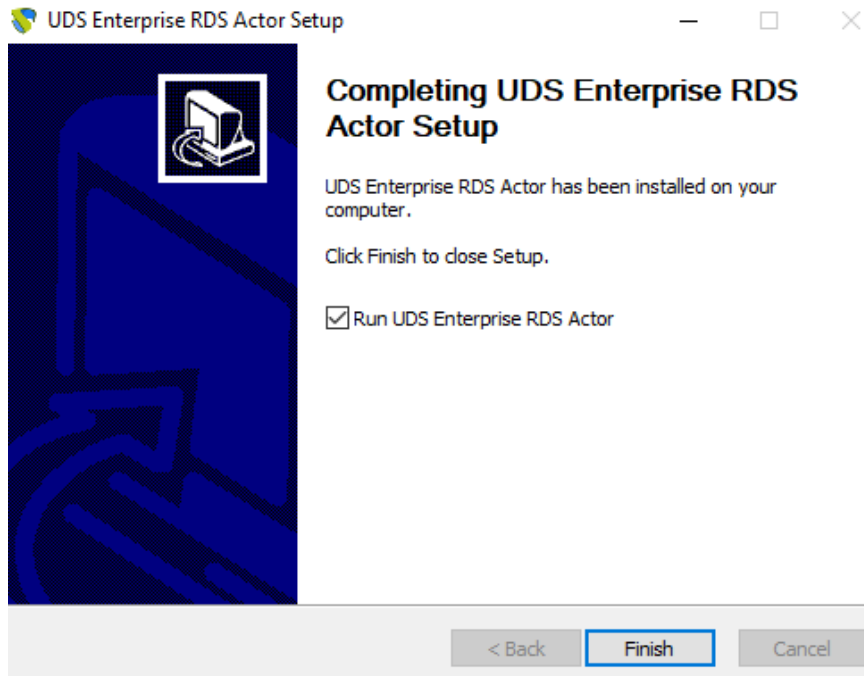 UDS Enterprise RDS Actor Setup
Completing UDS Enterprise RDS
Actor Setup
UDS Enterprise RDS Actor has been installed on your
computer.
Click Finish to close Setup.
Run UDS Enterprise RDS Actor
< Back
Finish
Cancel